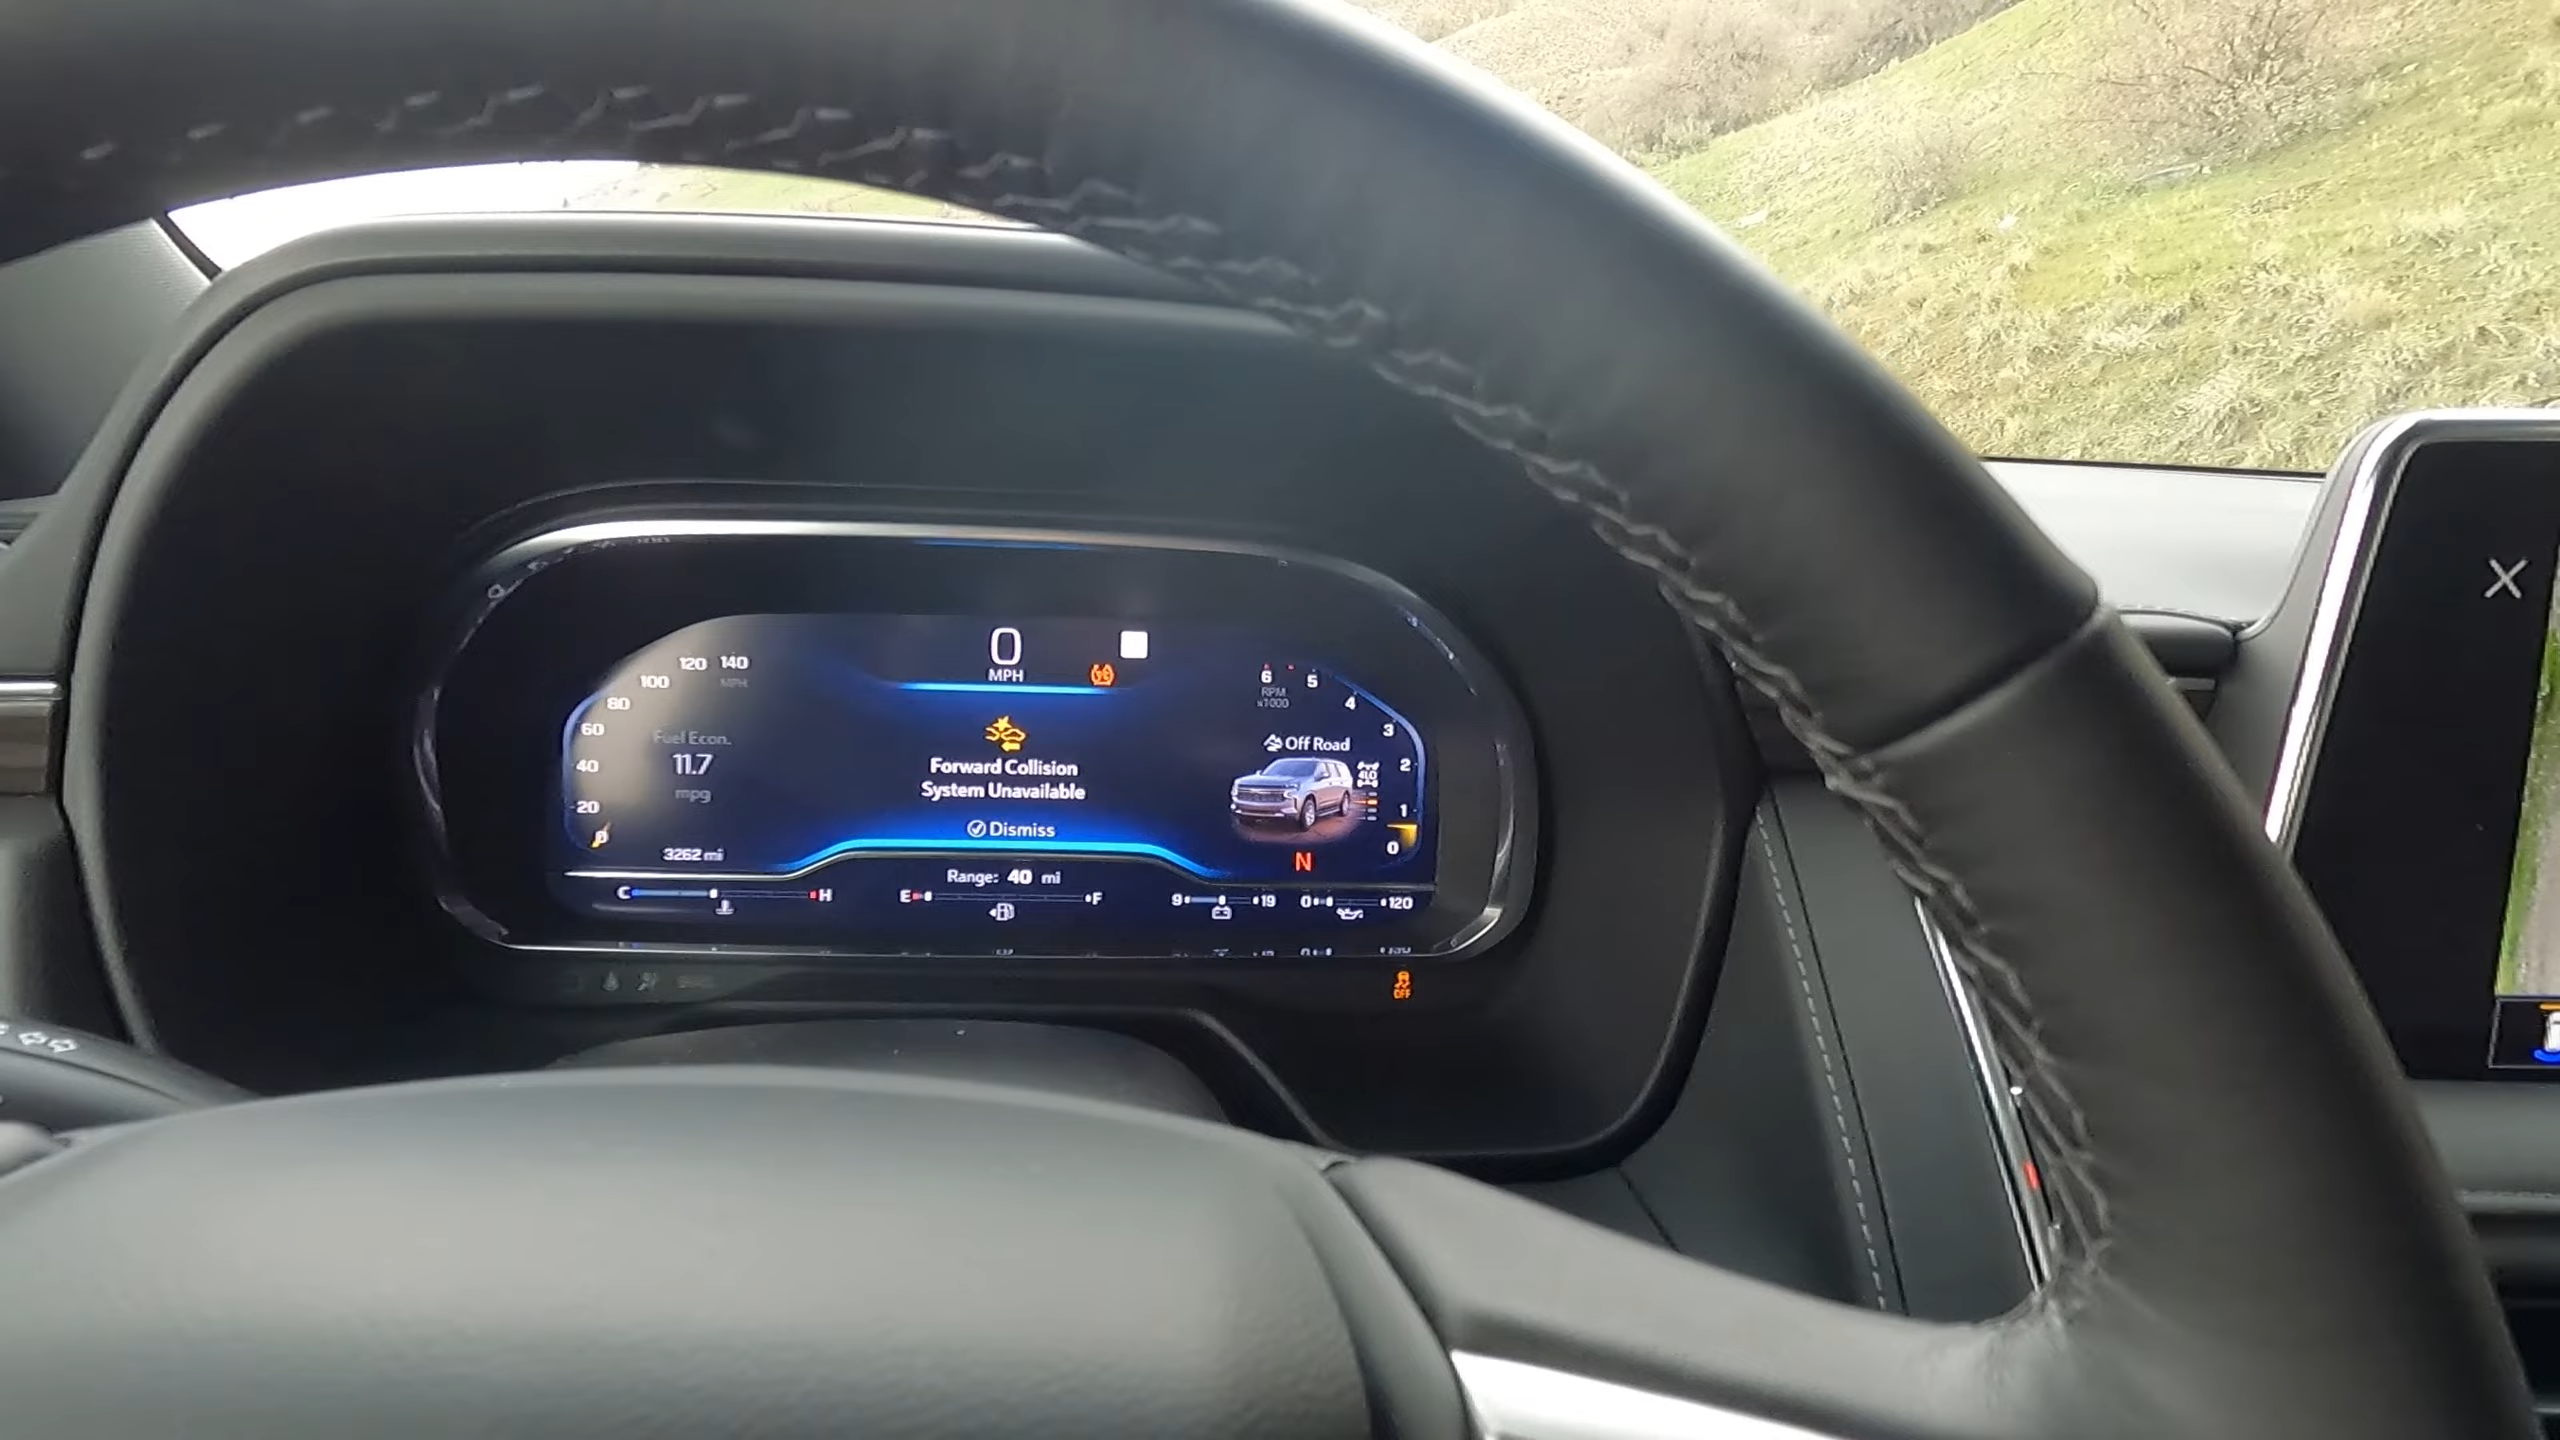 0
MPH
120 140
MPH
100
80
60
40
20
Fuel Econ.
11.7
mpg
3262 mi
Forward Collision
System Unavailable
Dismiss
6 5
RPM
x1000
4
3
2
1
0
Off Road
4LO
N
Range: 40 mi
C H
E F
9 19
0 120
OFF